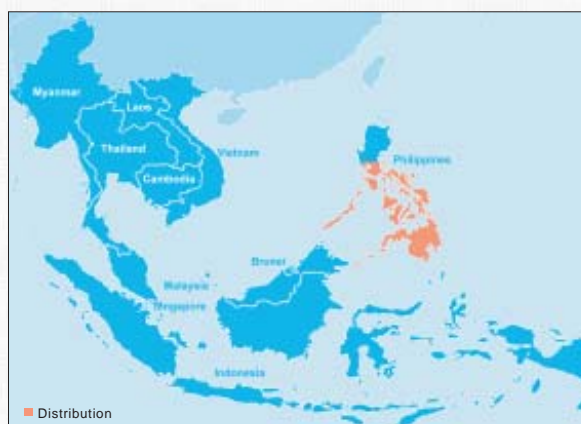 Myanmar
Laos
Thailand
Vietnam
Cambodia
Philippines
Brunei
Malaysia
Singapore
Indonesia
Distribution